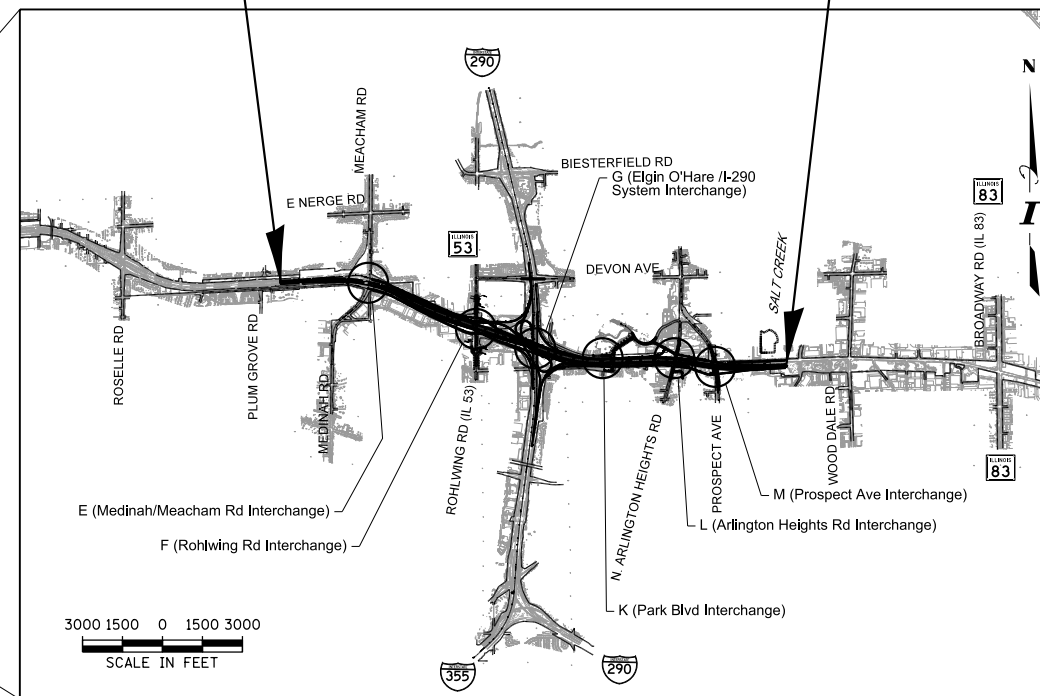 290
N
MEACHAM RD
BIESTERFIELD RD
G (Elgin O'Hare /I-290
System Interchange)
E NERGE RD
ILLINOIS
83
ILLINOIS
53
DEVON AVE
SALT CREEK
BROADWAY RD (IL 83)
ROSELLE RD
PLUM GROVE RD
MEDINAH RD
ROHLWING RD (IL 53)
N. ARLINGTON HEIGHTS RD
PROSPECT AVE
WOOD DALE RD
ILLINOIS
83
M (Prospect Ave Interchange)
E (Medinah/Meacham Rd Interchange)
L (Arlington Heights Rd Interchange)
F (Rohlwing Rd Interchange)
K (Park Blvd Interchange)
3000 1500 0 1500 3000
SCALE IN FEET
355
290